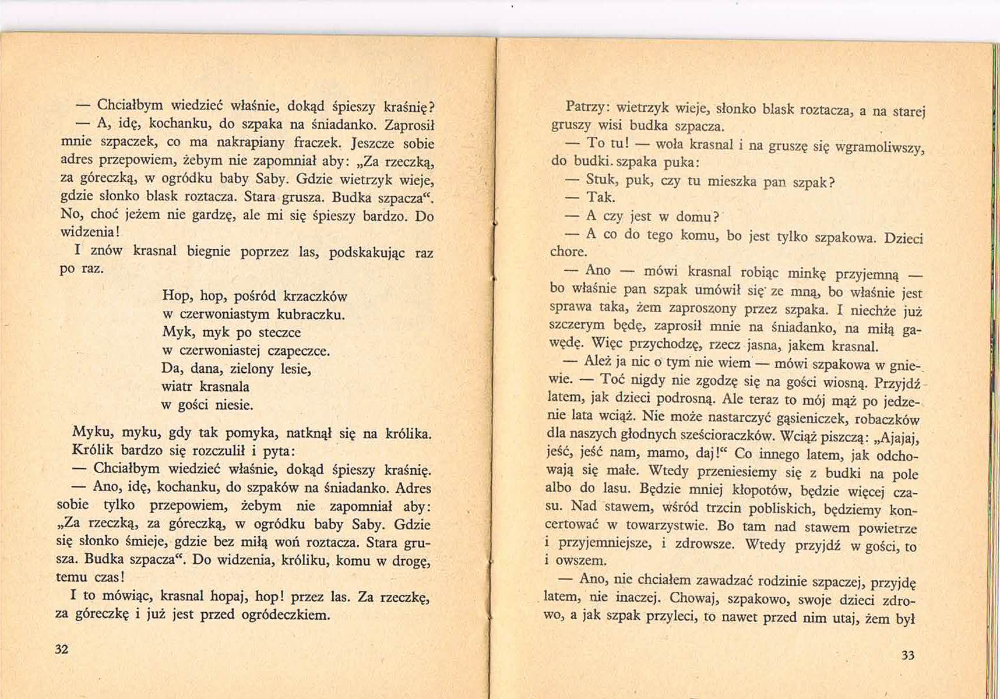 — Chciałbym wiedzieć właśnie, dokąd śpieszy kraśnię?
— A, idę, kochanku, do szpaka na śniadanko. Zaprosił
mnie szpaczek, co ma nakrapiany fraczek. Jeszcze sobie
adres przepowiem, żebym nie zapomniał aby: „Za rzeczką,
za góreczką, w ogródku baby Saby. Gdzie wietrzyk wieje,
gdzie słonko blask roztacza. Stara grusza. Budka szpacza“.
No, choć jeżem nie gardzę, ale mi się śpieszy bardzo. Do
widzenia!
I znów krasnal biegnie poprzez las, podskakując raz
po raz.
Hop, hop, pośród krzaczków
w czerwoniastym kubraczku.
Myk, myk po steczce
w czerwoniastej czapeczce.
Da, dana, zielony lesie,
wiatr krasnala
w gości niesie.
Myku, myku, gdy tak pomyka, natknął się na królika.
Królik bardzo się rozczulił i pyta:
— Chciałbym wiedzieć właśnie, dokąd śpieszy kraśnię.
— Ano, idę, kochanku, do szpaków na śniadanko. Adres
sobie tylko przepowiem, żebym nie zapomniał aby:
„Za rzeczką, za góreczką, w ogródku baby Saby. Gdzie
się słonko śmieje, gdzie bez miłą woń roztacza. Stara gru-
sza. Budka szpacza“. Do widzenia, króliku, komu w drogę,
temu czas!
I to mówiąc, krasnal hopaj, hop! przez las. Za rzeczkę,
za góreczkę i już jest przed ogródeczkiem.
32
Patrzy: wietrzyk wieje, słonko blask roztacza, a na starej
gruszy wisi budka szpacza.
— To tu! — woła krasnal i na gruszę się wgramoliwszy,
do budki szpaka puka:
— Stuk, puk, czy tu mieszka pan szpak?
— Tak.
— A czy jest w domu?
— A co do tego komu, bo jest tylko szpakowa. Dzieci
chore.
— Ano — mówi krasnal robiąc minkę przyjemną —
bo właśnie pan szpak umówił się ze mną, bo właśnie jest
sprawa taka, żem zaproszony przez szpaka. I niechże już
szczerym będę, zaprosił mnie na śniadanko, na miłą ga-
wędę. Więc przychodzę, rzecz jasna, jakem krasnal.
— Ależ ja nic o tym nie wiem — mówi szpakowa w gnie-
wie. — Toć nigdy nie zgodzę się na gości wiosną. Przyjdź
latem, jak dzieci podrosną. Ale teraz to mój mąż po jedze-
nie lata wciąż. Nie może nastarczyć gąsieniczek, robaczków
dla naszych głodnych sześcioraczków. Wciąż piszczą: „Ajajaj,
jeść, jeść nam, mamo, daj!“ Co innego latem, jak odcho-
wają się małe. Wtedy przeniesiemy się z budki na pole
albo do lasu. Będzie mniej kłopotów, będzie więcej cza-
su. Nad stawem, wśród trzcin pobliskich, będziemy kon-
certować w towarzystwie. Bo tam nad stawem powietrze
i przyjemniejsze, i zdrowsze. Wtedy przyjdź w gości, to
i owszem.
— Ano, nie chciałem zawadzać rodzinie szpaczej, przyjdę
latem, nie inaczej. Chowaj, szpakowo, swoje dzieci zdro-
wo, a jak szpak przyleci, to nawet przed nim utaj, żem był
33